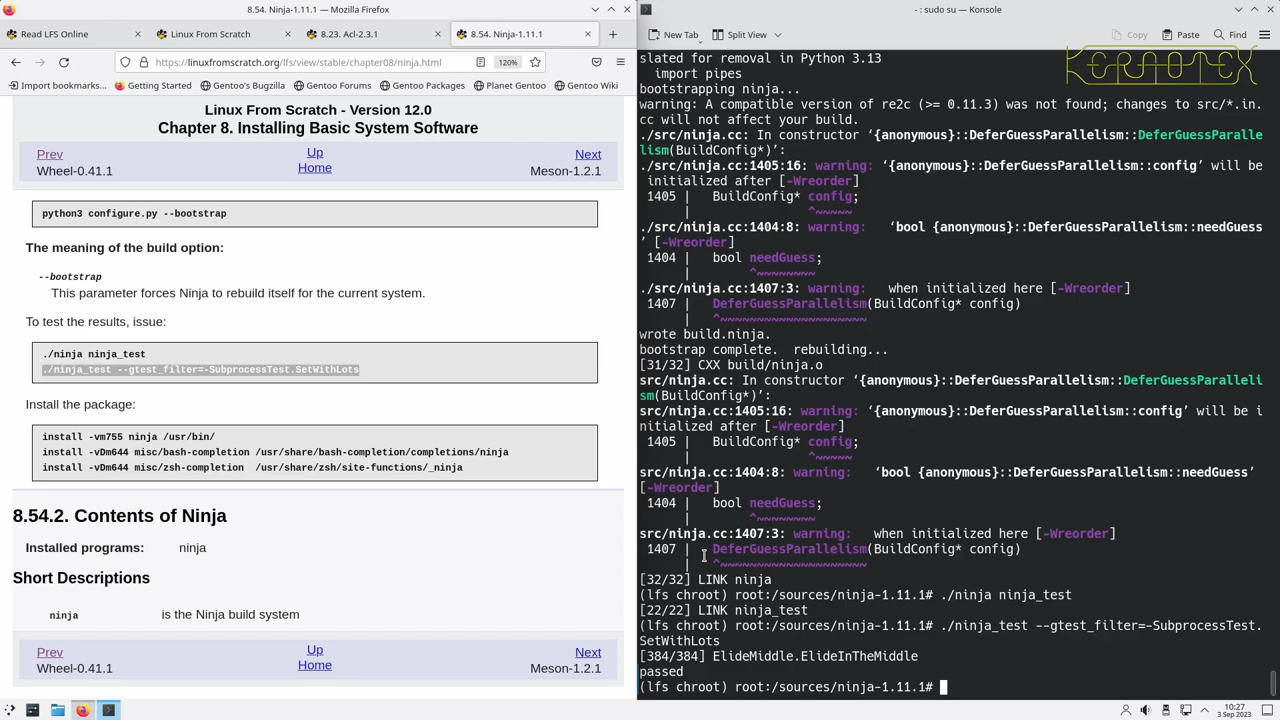 8.54. Ninja-1.11.1 — Mozilla Firefox
Read LFS Online
Linux From Scratch
8.23. Acl-2.3.1
8.54. Ninja-1.11.1
https://linuxfromscratch.org/lfs/view/stable/chapter08/ninja.html
120%
Import bookmarks...
Getting Started
Gentoo's Bugzilla
Gentoo Forums
Gentoo Packages
Planet Gentoo
Gentoo Wiki
Linux From Scratch - Version 12.0
Chapter 8. Installing Basic System Software
Prev
Up
Next
Wheel-0.41.1
Home
Meson-1.2.1
python3 configure.py --bootstrap
The meaning of the build option:
--bootstrap
This parameter forces Ninja to rebuild itself for the current system.
To test the results, issue:
./ninja ninja_test
./ninja_test --gtest_filter=-SubprocessTest.SetWithLots
Install the package:
install -vm755 ninja /usr/bin/
install -vDm644 misc/bash-completion /usr/share/bash-completion/completions/ninja
install -vDm644 misc/zsh-completion  /usr/share/zsh/site-functions/_ninja
8.54.2. Contents of Ninja
Installed programs: ninja
Short Descriptions
ninja is the Ninja build system
Prev
Up
Next
Wheel-0.41.1
Home
Meson-1.2.1
- : sudo su — Konsole
New Tab
Split View
Copy
Paste
Find
KERNOTEX
slated for removal in Python 3.13
  import pipes
bootstrapping ninja...
warning: A compatible version of re2c (>= 0.11.3) was not found; changes to src/*.in.
cc will not affect your build.
./src/ninja.cc: In constructor ‘{anonymous}::DeferGuessParallelism::DeferGuessParalle
lism(BuildConfig*)’:
./src/ninja.cc:1405:16: warning: ‘{anonymous}::DeferGuessParallelism::config’ will be
 initialized after [-Wreorder]
 1405 |   BuildConfig* config;
      |                ^~~~~~
./src/ninja.cc:1404:8: warning:   ‘bool {anonymous}::DeferGuessParallelism::needGuess
’ [-Wreorder]
 1404 |   bool needGuess;
      |        ^~~~~~~~~
./src/ninja.cc:1407:3: warning:   when initialized here [-Wreorder]
 1407 |   DeferGuessParallelism(BuildConfig* config)
      |   ^~~~~~~~~~~~~~~~~~~~~
wrote build.ninja.
bootstrap complete.  rebuilding...
[31/32] CXX build/ninja.o
src/ninja.cc: In constructor ‘{anonymous}::DeferGuessParallelism::DeferGuessParalleli
sm(BuildConfig*)’:
src/ninja.cc:1405:16: warning: ‘{anonymous}::DeferGuessParallelism::config’ will be i
nitialized after [-Wreorder]
 1405 |   BuildConfig* config;
      |                ^~~~~~
src/ninja.cc:1404:8: warning:   ‘bool {anonymous}::DeferGuessParallelism::needGuess’
[-Wreorder]
 1404 |   bool needGuess;
      |        ^~~~~~~~~
src/ninja.cc:1407:3: warning:   when initialized here [-Wreorder]
 1407 |   DeferGuessParallelism(BuildConfig* config)
      |   ^~~~~~~~~~~~~~~~~~~~~
[32/32] LINK ninja
(lfs chroot) root:/sources/ninja-1.11.1# ./ninja ninja_test
[22/22] LINK ninja_test
(lfs chroot) root:/sources/ninja-1.11.1# ./ninja_test --gtest_filter=-SubprocessTest.
SetWithLots
[384/384] ElideMiddle.ElideInTheMiddle
passed
(lfs chroot) root:/sources/ninja-1.11.1#
10:27
3 Sep 2023